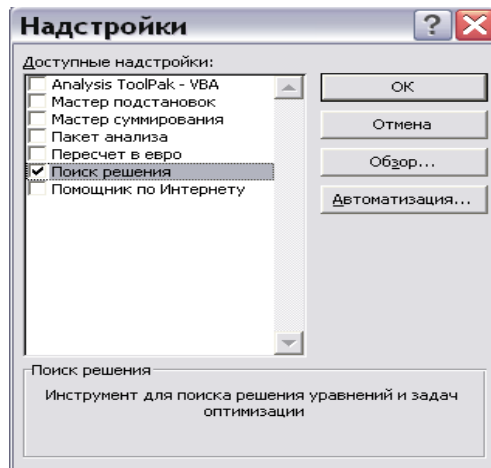 Надстройки
Доступные надстройки:
Analysis ToolPak - VBA
Мастер подстановок
Мастер суммирования
Пакет анализа
Пересчет в евро
Поиск решения
Помощник по Интернету
ОК
Отмена
Обзор...
Автоматизация...
Поиск решения
Инструмент для поиска решения уравнений и задач
оптимизации